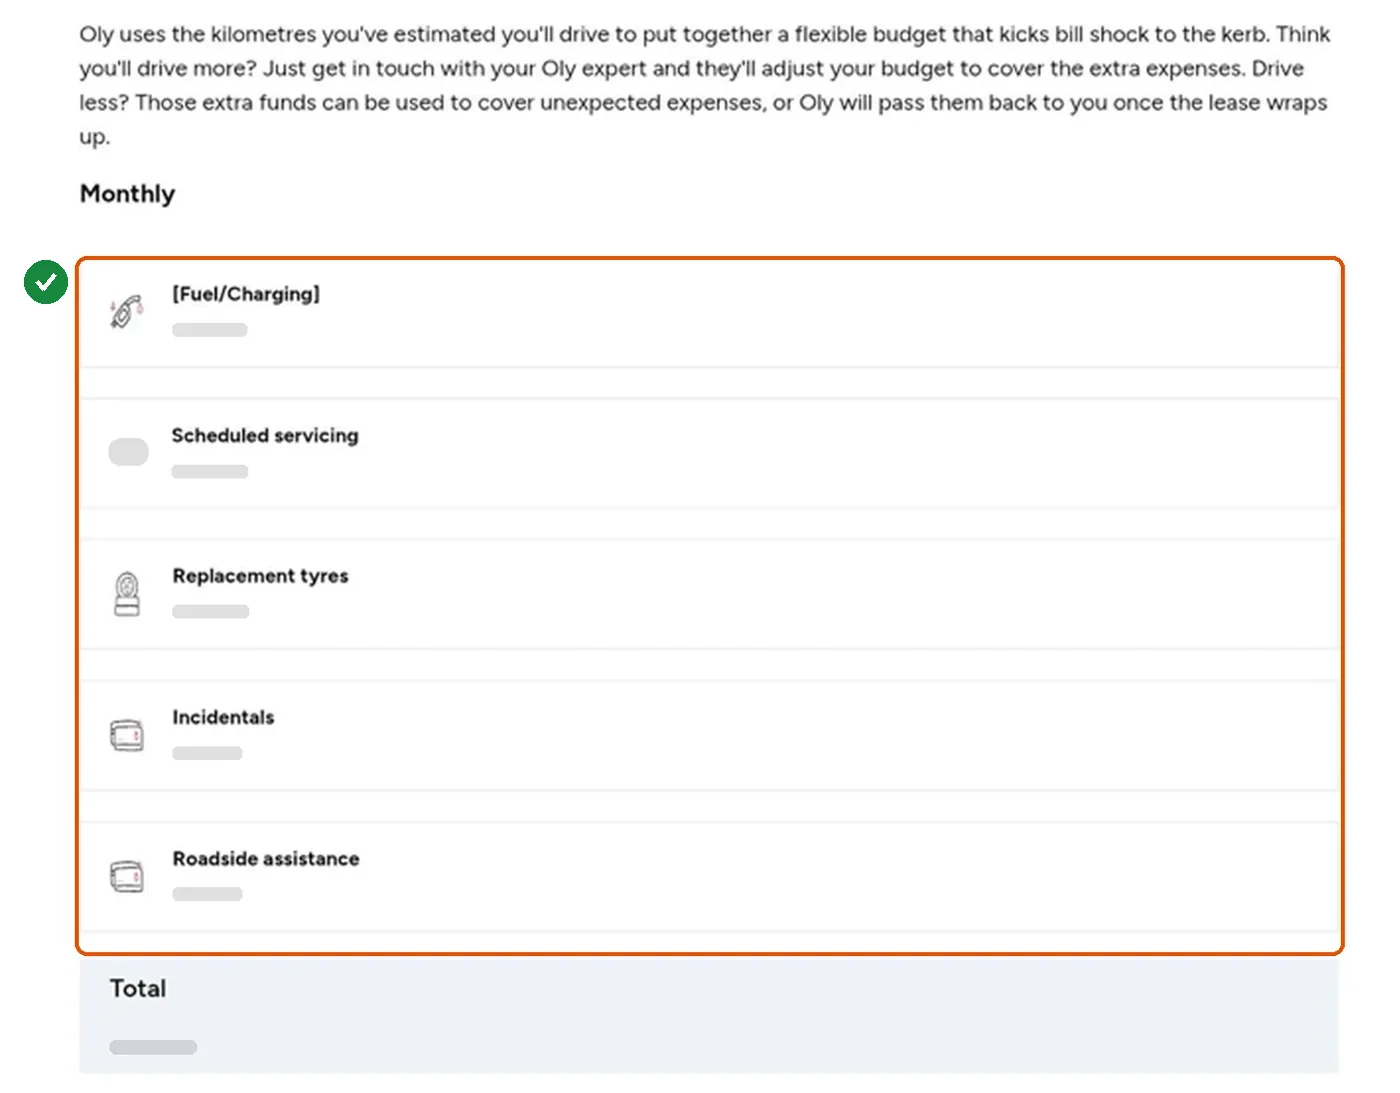 Oly uses the kilometres you've estimated you'll drive to put together a flexible budget that kicks bill shock to the kerb. Think
you'll drive more? Just get in touch with your Oly expert and they'll adjust your budget to cover the extra expenses. Drive
less? Those extra funds can be used to cover unexpected expenses, or Oly will pass them back to you once the lease wraps
up.
Monthly
[Fuel/Charging]
Scheduled servicing
Replacement tyres
Incidentals
Roadside assistance
Total